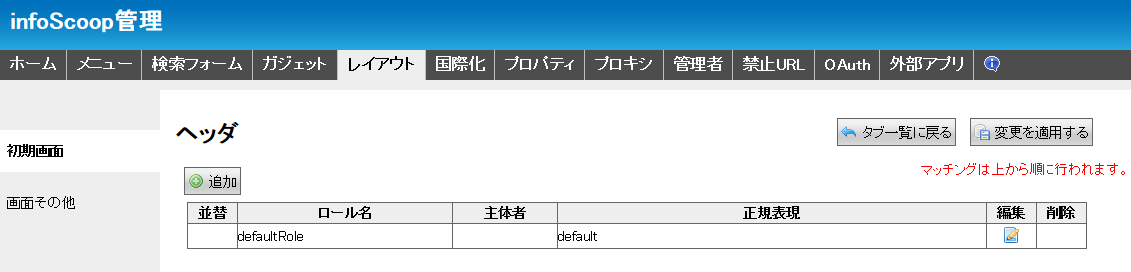 infoScoop管理
ホーム メニュー 検索フォーム ガジェット レイアウト 国際化 プロパティ プロキシ 管理者 禁止URL OAuth 外部アプリ
初期画面
画面その他
ヘッダ
タブ一覧に戻る 変更を適用する
マッチングは上から順に行われます。
追加
並替 ロール名 主体者 正規表現 編集 削除
defaultRole default